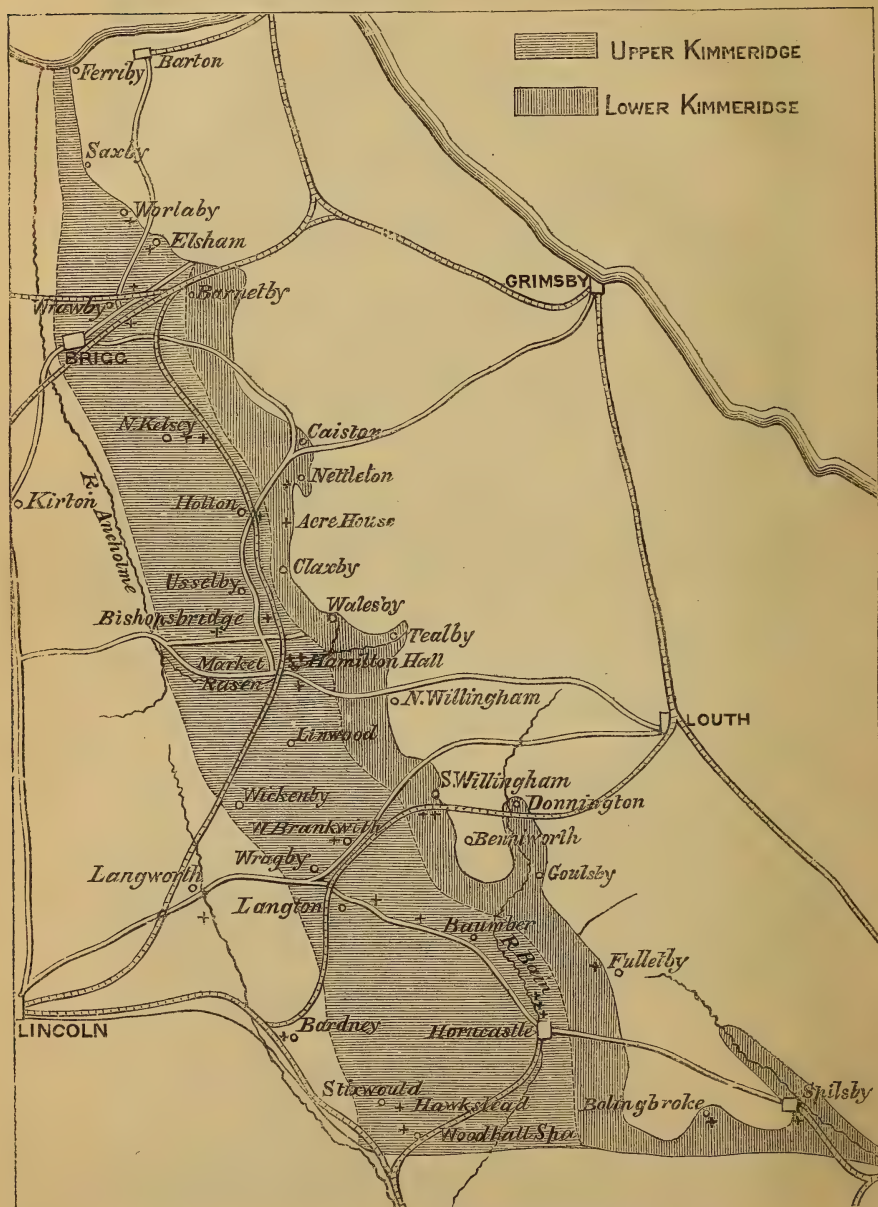 UPPER KIMMERIDGE
LOWER KIMMERIDGE
Ferriby
Barton
Saxby
Worlaby
Elsham
Barnetby
GRIMSBY
Wrawby
BRIGG
N. Kelsey
Caistor
Nettleton
Kirton
R. Ancholme
Holton
Acre House
Claxby
Usselby
Walesby
Bishopsbridge
Tealby
Market
Rasen
Hamilton Hall
N. Willingham
LOUTH
Linwood
S. Willingham
Donnington
Wickenby
W. Brankwith
Benniworth
Wragby
Langworth
Goulsby
Langton
Baumber
R. Bain
Fulletby
LINCOLN
Bardney
Horncastle
Stixwould
Hawkstead
Bolingbroke
Spilsby
Woodhall Spa